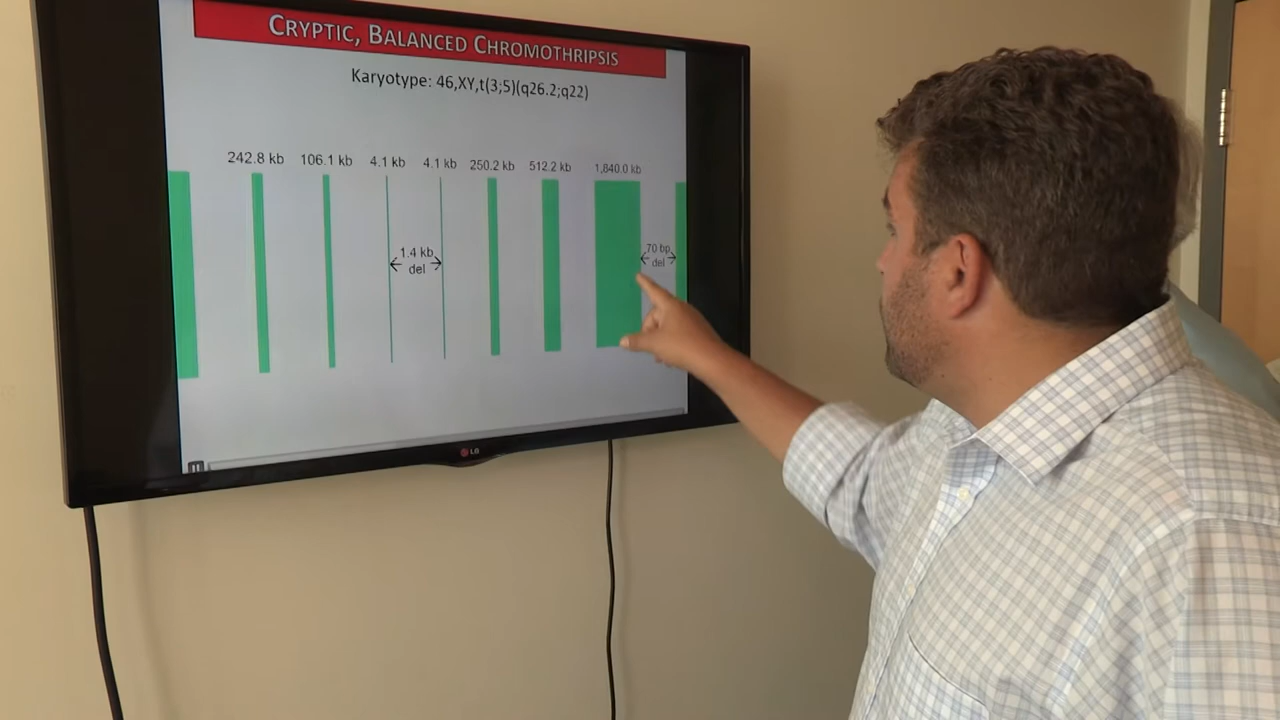 CRYPTIC, BALANCED CHROMOTHRIPSIS
Karyotype: 46,XY,t(3;5)(q26.2;q22)
242.8 kb 106.1 kb 4.1 kb 4.1 kb 250.2 kb 512.2 kb 1,840.0 kb
1.4 kb
del
70 bp
del
LG